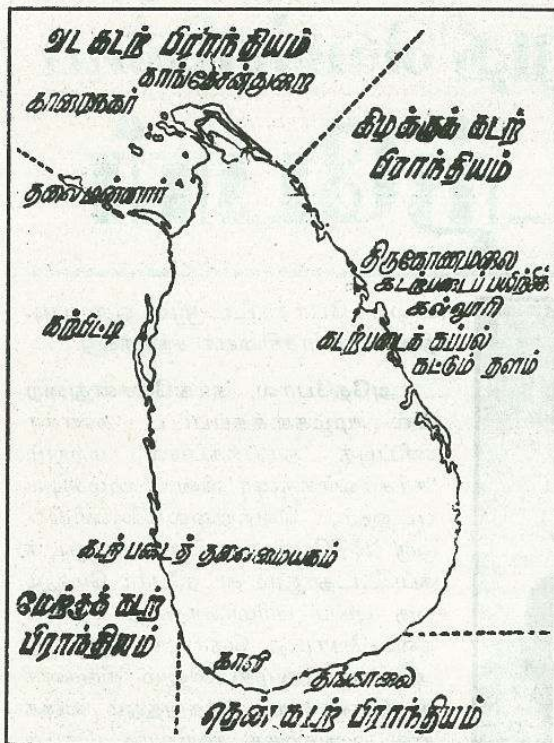 வட கடற் பிராந்தியம்
காங்கேசன்துறை
காரைநகர்
கிழக்குக் கடற்
பிராந்தியம்
தலைமன்னார்
திருகோணமலை
கடற்படைப் பயிற்சிக்
கல்லூரி
கற்பிட்டி
கடற்படைக் கப்பல்
கட்டும் தளம்
கடற் படைத் தலைமையகம்
மேற்குக் கடற்
பிராந்தியம்
காலி
தங்காலை
தென் கடற் பிராந்தியம்